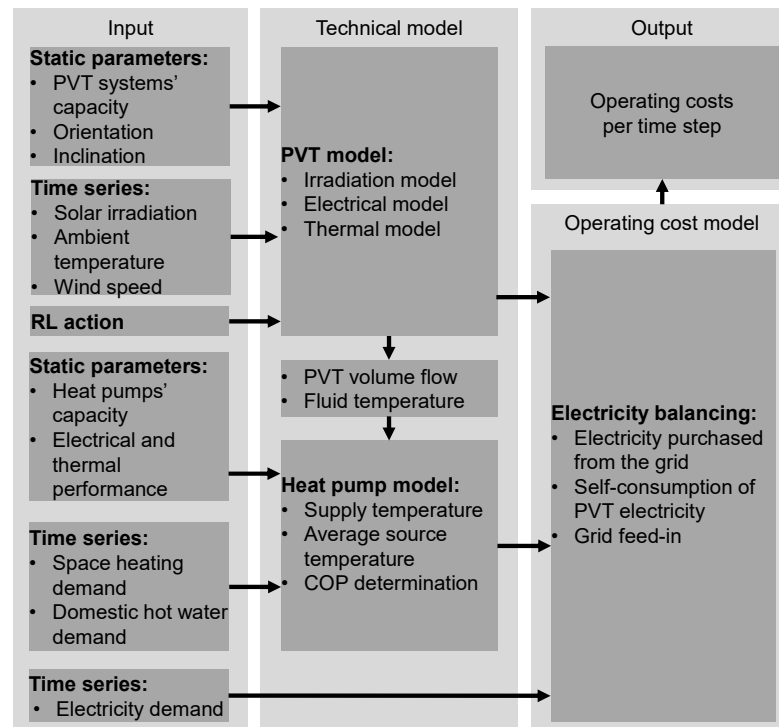 Input
Static parameters:
• PVT systems’
capacity
• Orientation
• Inclination
Time series:
• Solar irradiation
• Ambient
temperature
• Wind speed
RL action
Static parameters:
• Heat pumps’
capacity
• Electrical and
thermal
performance
Time series:
• Space heating
demand
• Domestic hot water
demand
Time series:
• Electricity demand
Technical model
PVT model:
• Irradiation model
• Electrical model
• Thermal model
• PVT volume flow
• Fluid temperature
Heat pump model:
• Supply temperature
• Average source
temperature
• COP determination
Output
Operating costs
per time step
Operating cost model
Electricity balancing:
• Electricity purchased
from the grid
• Self-consumption of
PVT electricity
• Grid feed-in